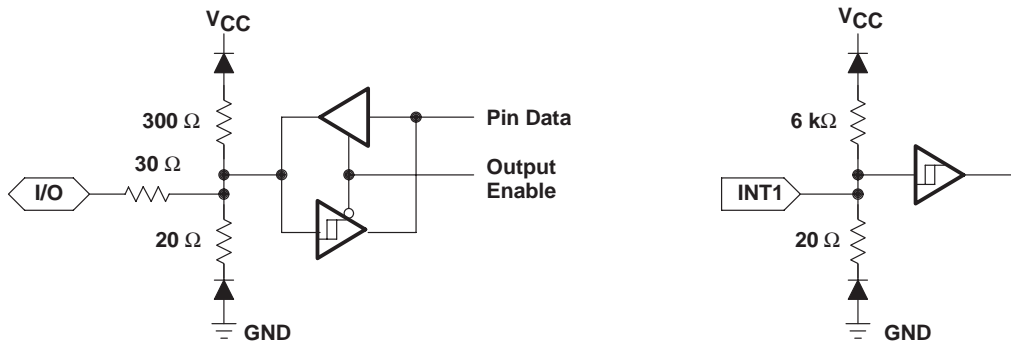 VCC
300 Ω
30 Ω
I/O
20 Ω
GND
Pin Data
Output
Enable
VCC
6 kΩ
INT1
20 Ω
GND